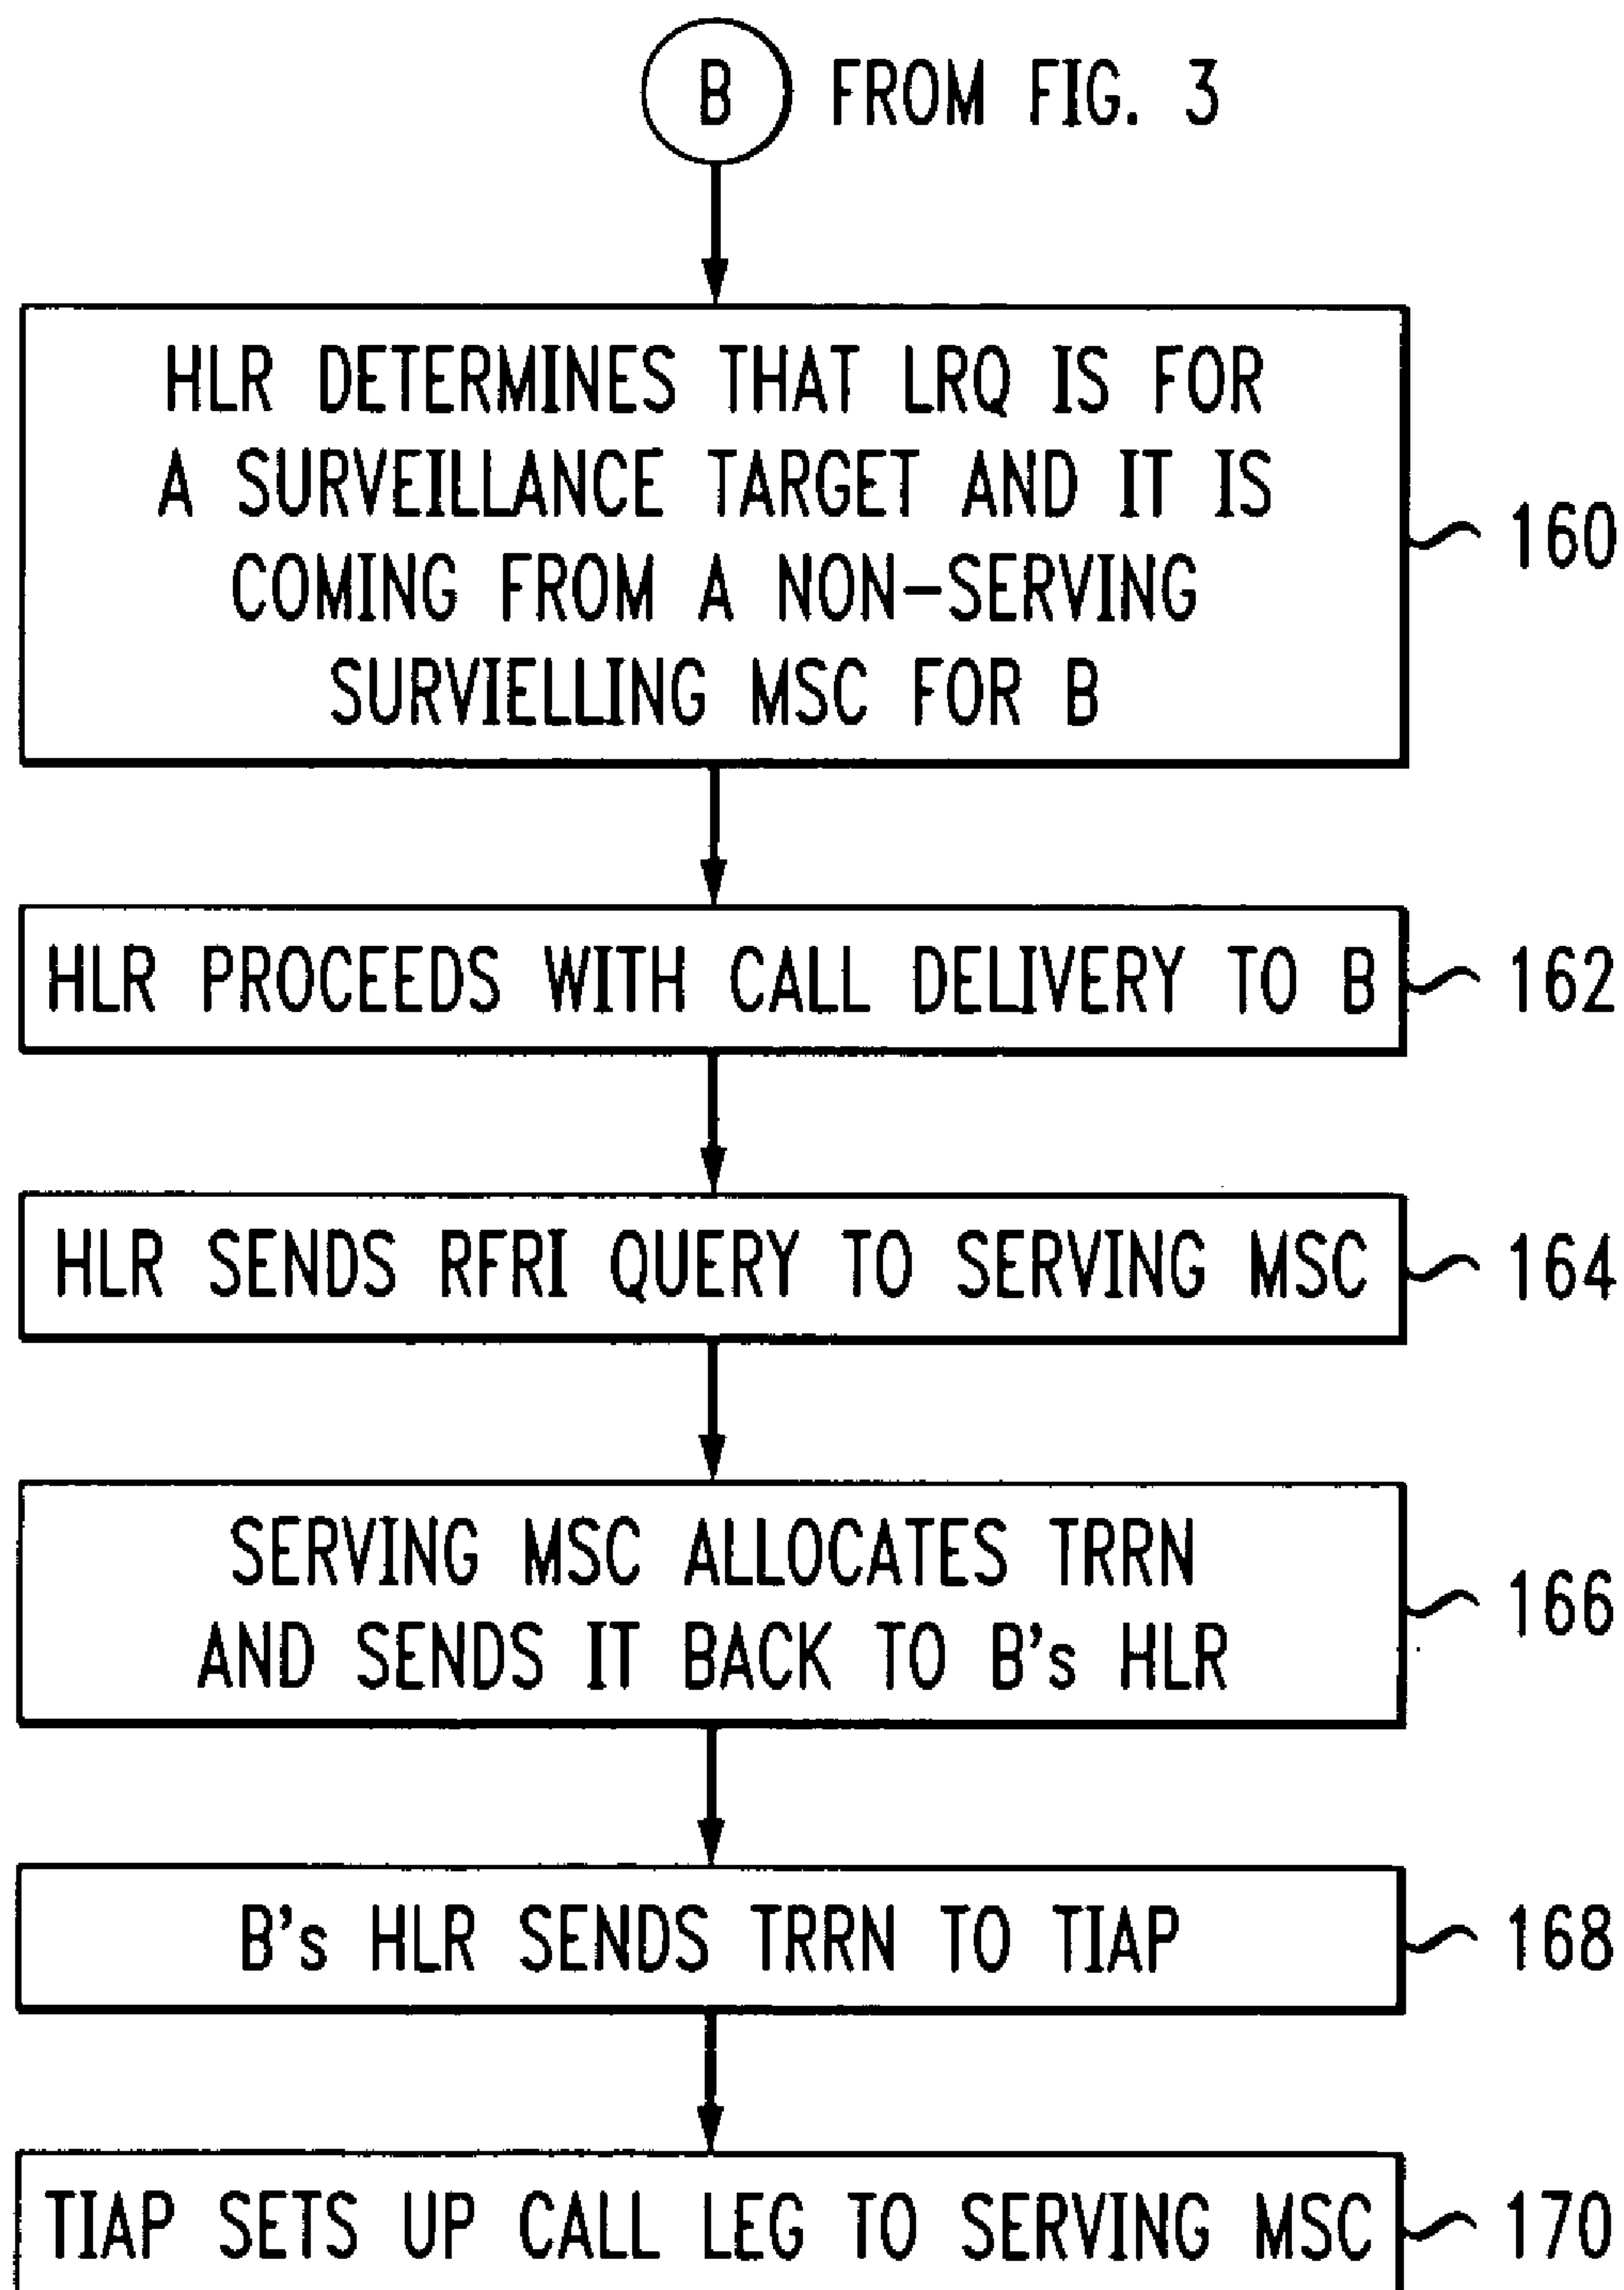 B FROM FIG. 3
HLR DETERMINES THAT LRQ IS FOR
A SURVEILLANCE TARGET AND IT IS
COMING FROM A NON-SERVING
SURVIELLING MSC FOR B
160
HLR PROCEEDS WITH CALL DELIVERY TO B
162
HLR SENDS RFRI QUERY TO SERVING MSC
164
SERVING MSC ALLOCATES TRRN
AND SENDS IT BACK TO B's HLR
166
B's HLR SENDS TRRN TO TIAP
168
TIAP SETS UP CALL LEG TO SERVING MSC
170